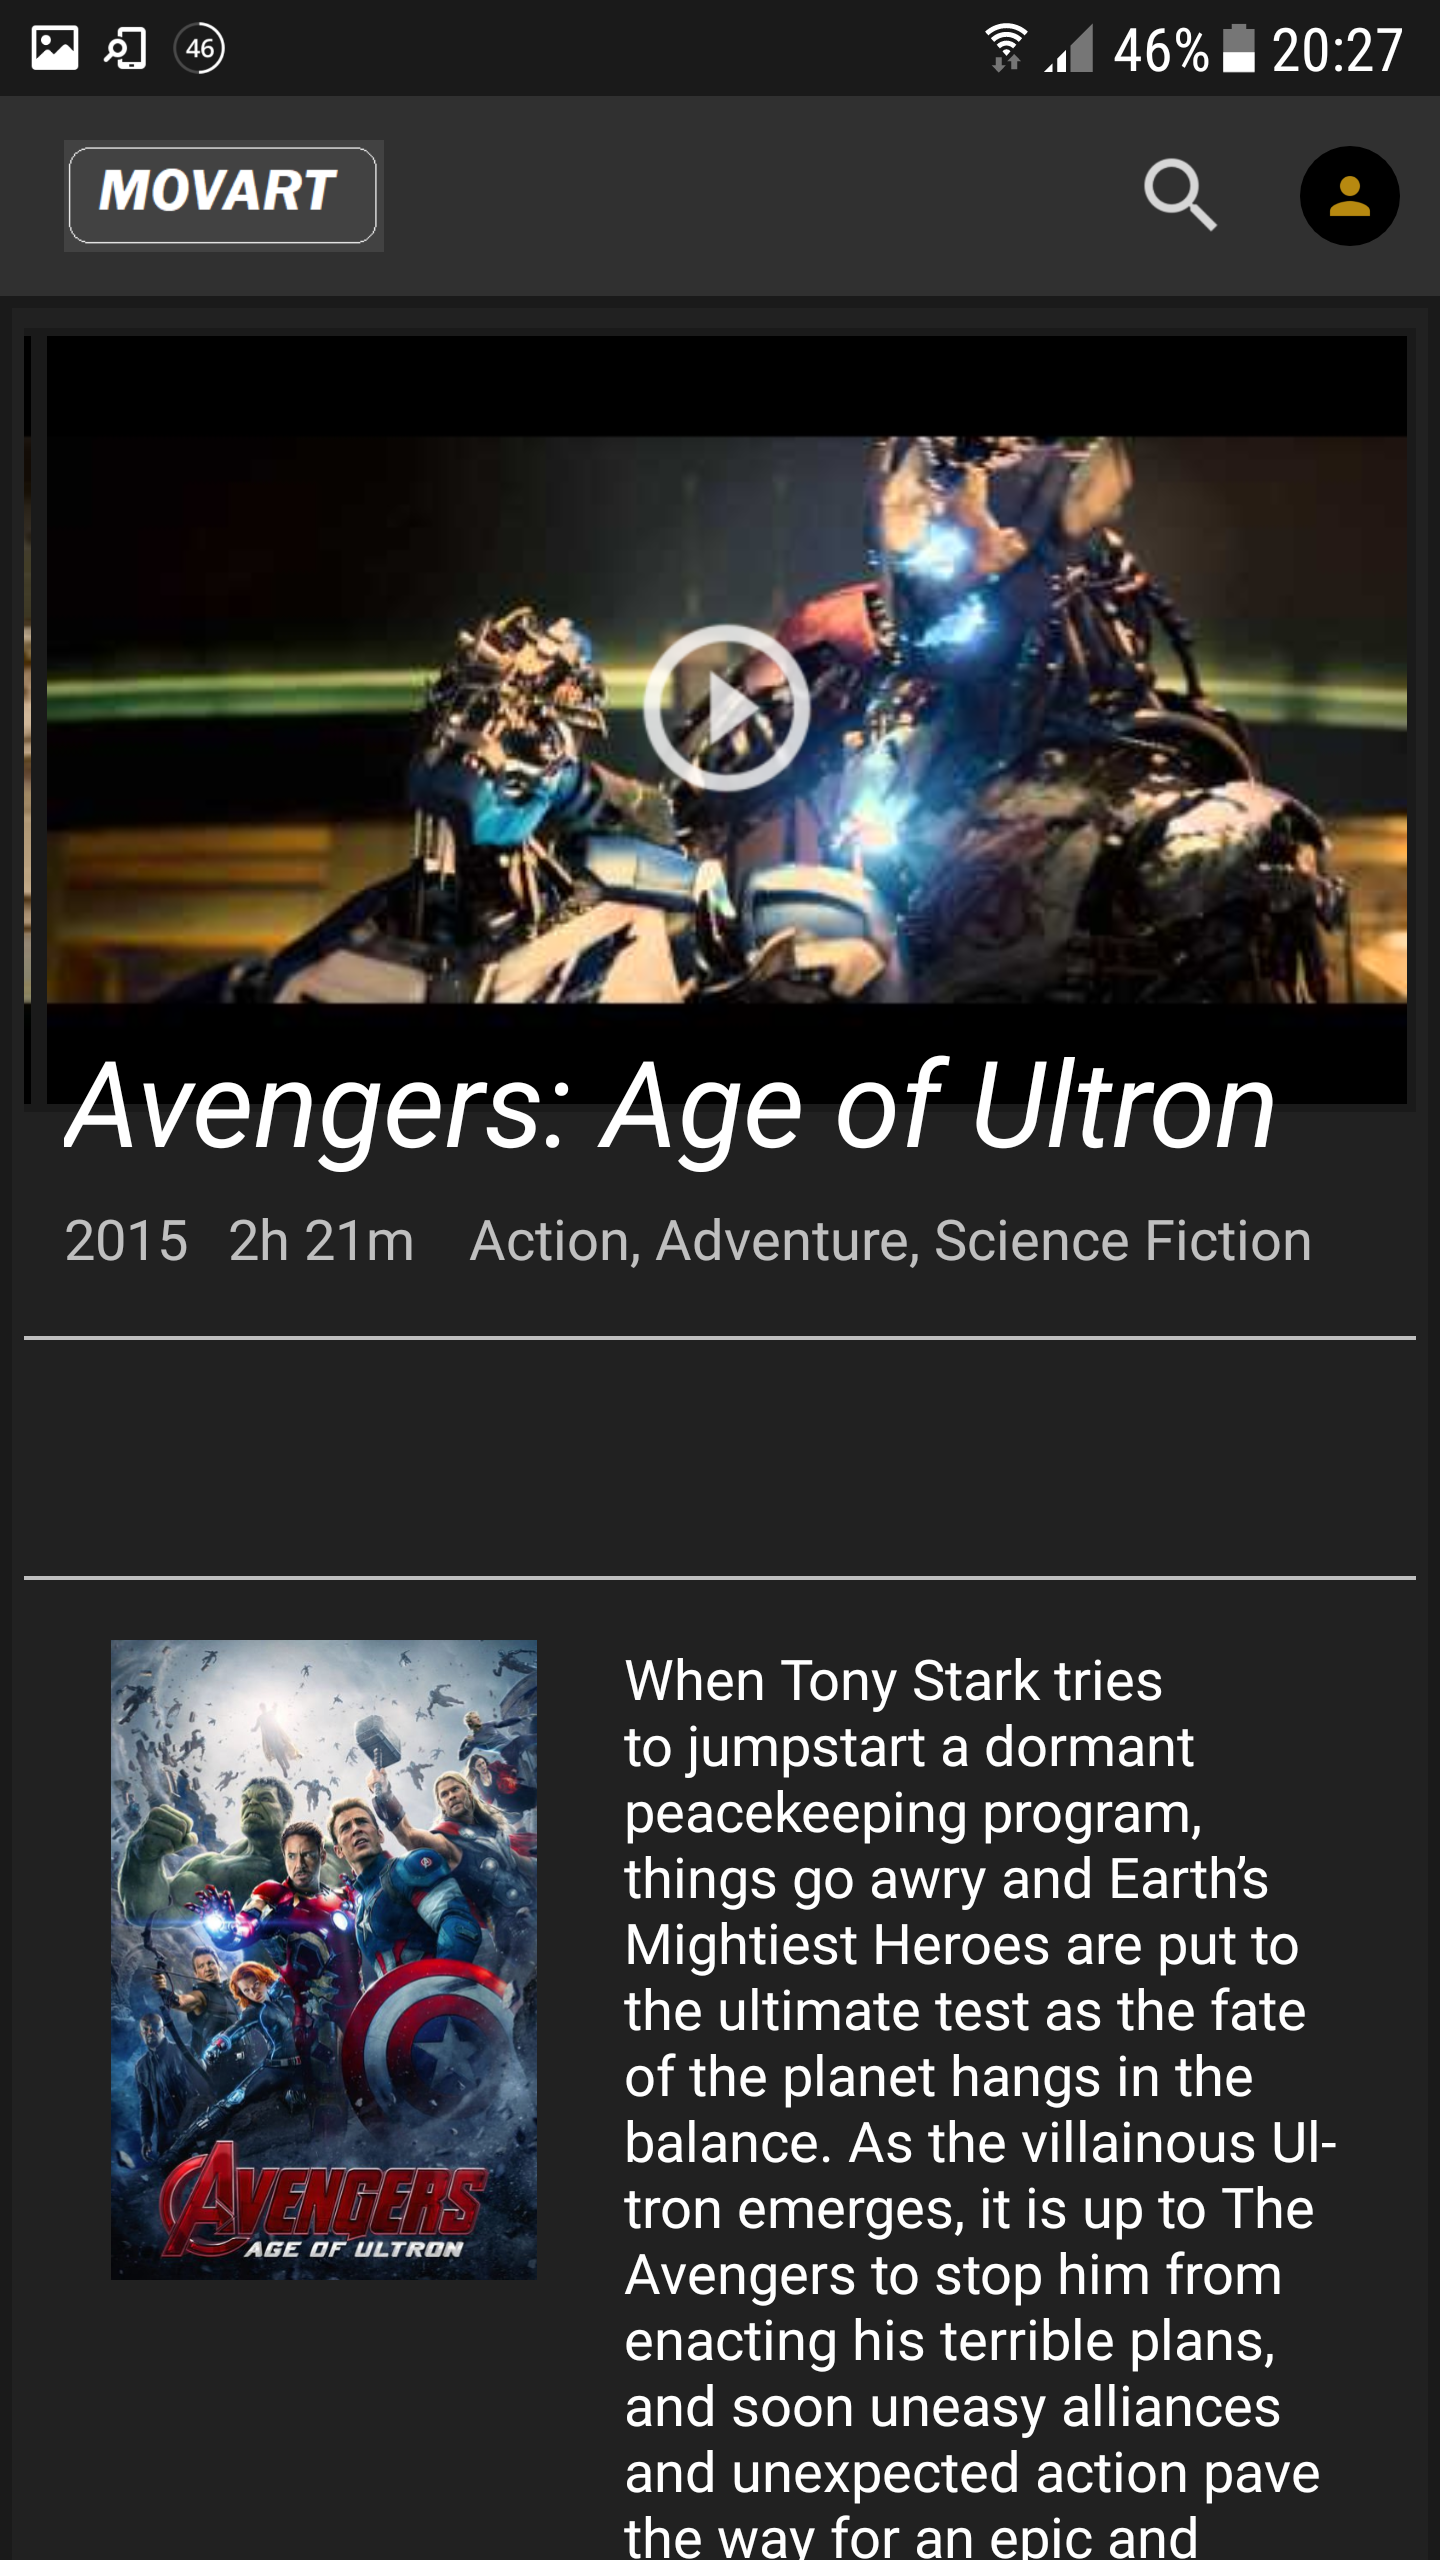 46
46%
20:27
MOVART
Avengers: Age of Ultron
2015 2h 21m Action, Adventure, Science Fiction
AVENGERS
AGE OF ULTRON
When Tony Stark tries
to jumpstart a dormant
peacekeeping program,
things go awry and Earth’s
Mightiest Heroes are put to
the ultimate test as the fate
of the planet hangs in the
balance. As the villainous Ul-
tron emerges, it is up to The
Avengers to stop him from
enacting his terrible plans,
and soon uneasy alliances
and unexpected action pave
the way for an epic and